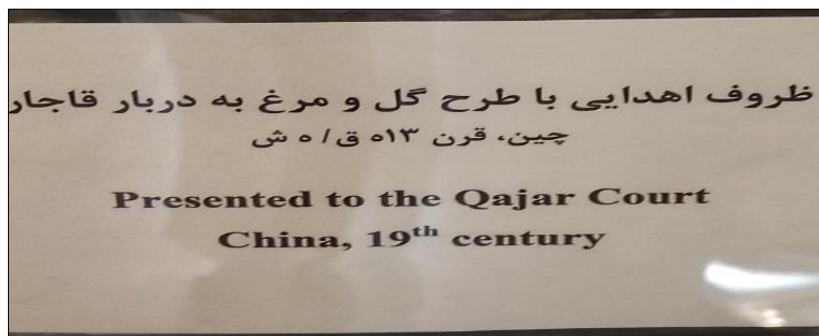 ظروف اهدایی با طرح گل و مرغ به دربار قاجار
چین، قرن ۱۳ه ق/ ه ش
Presented to the Qajar Court
China, 19th century